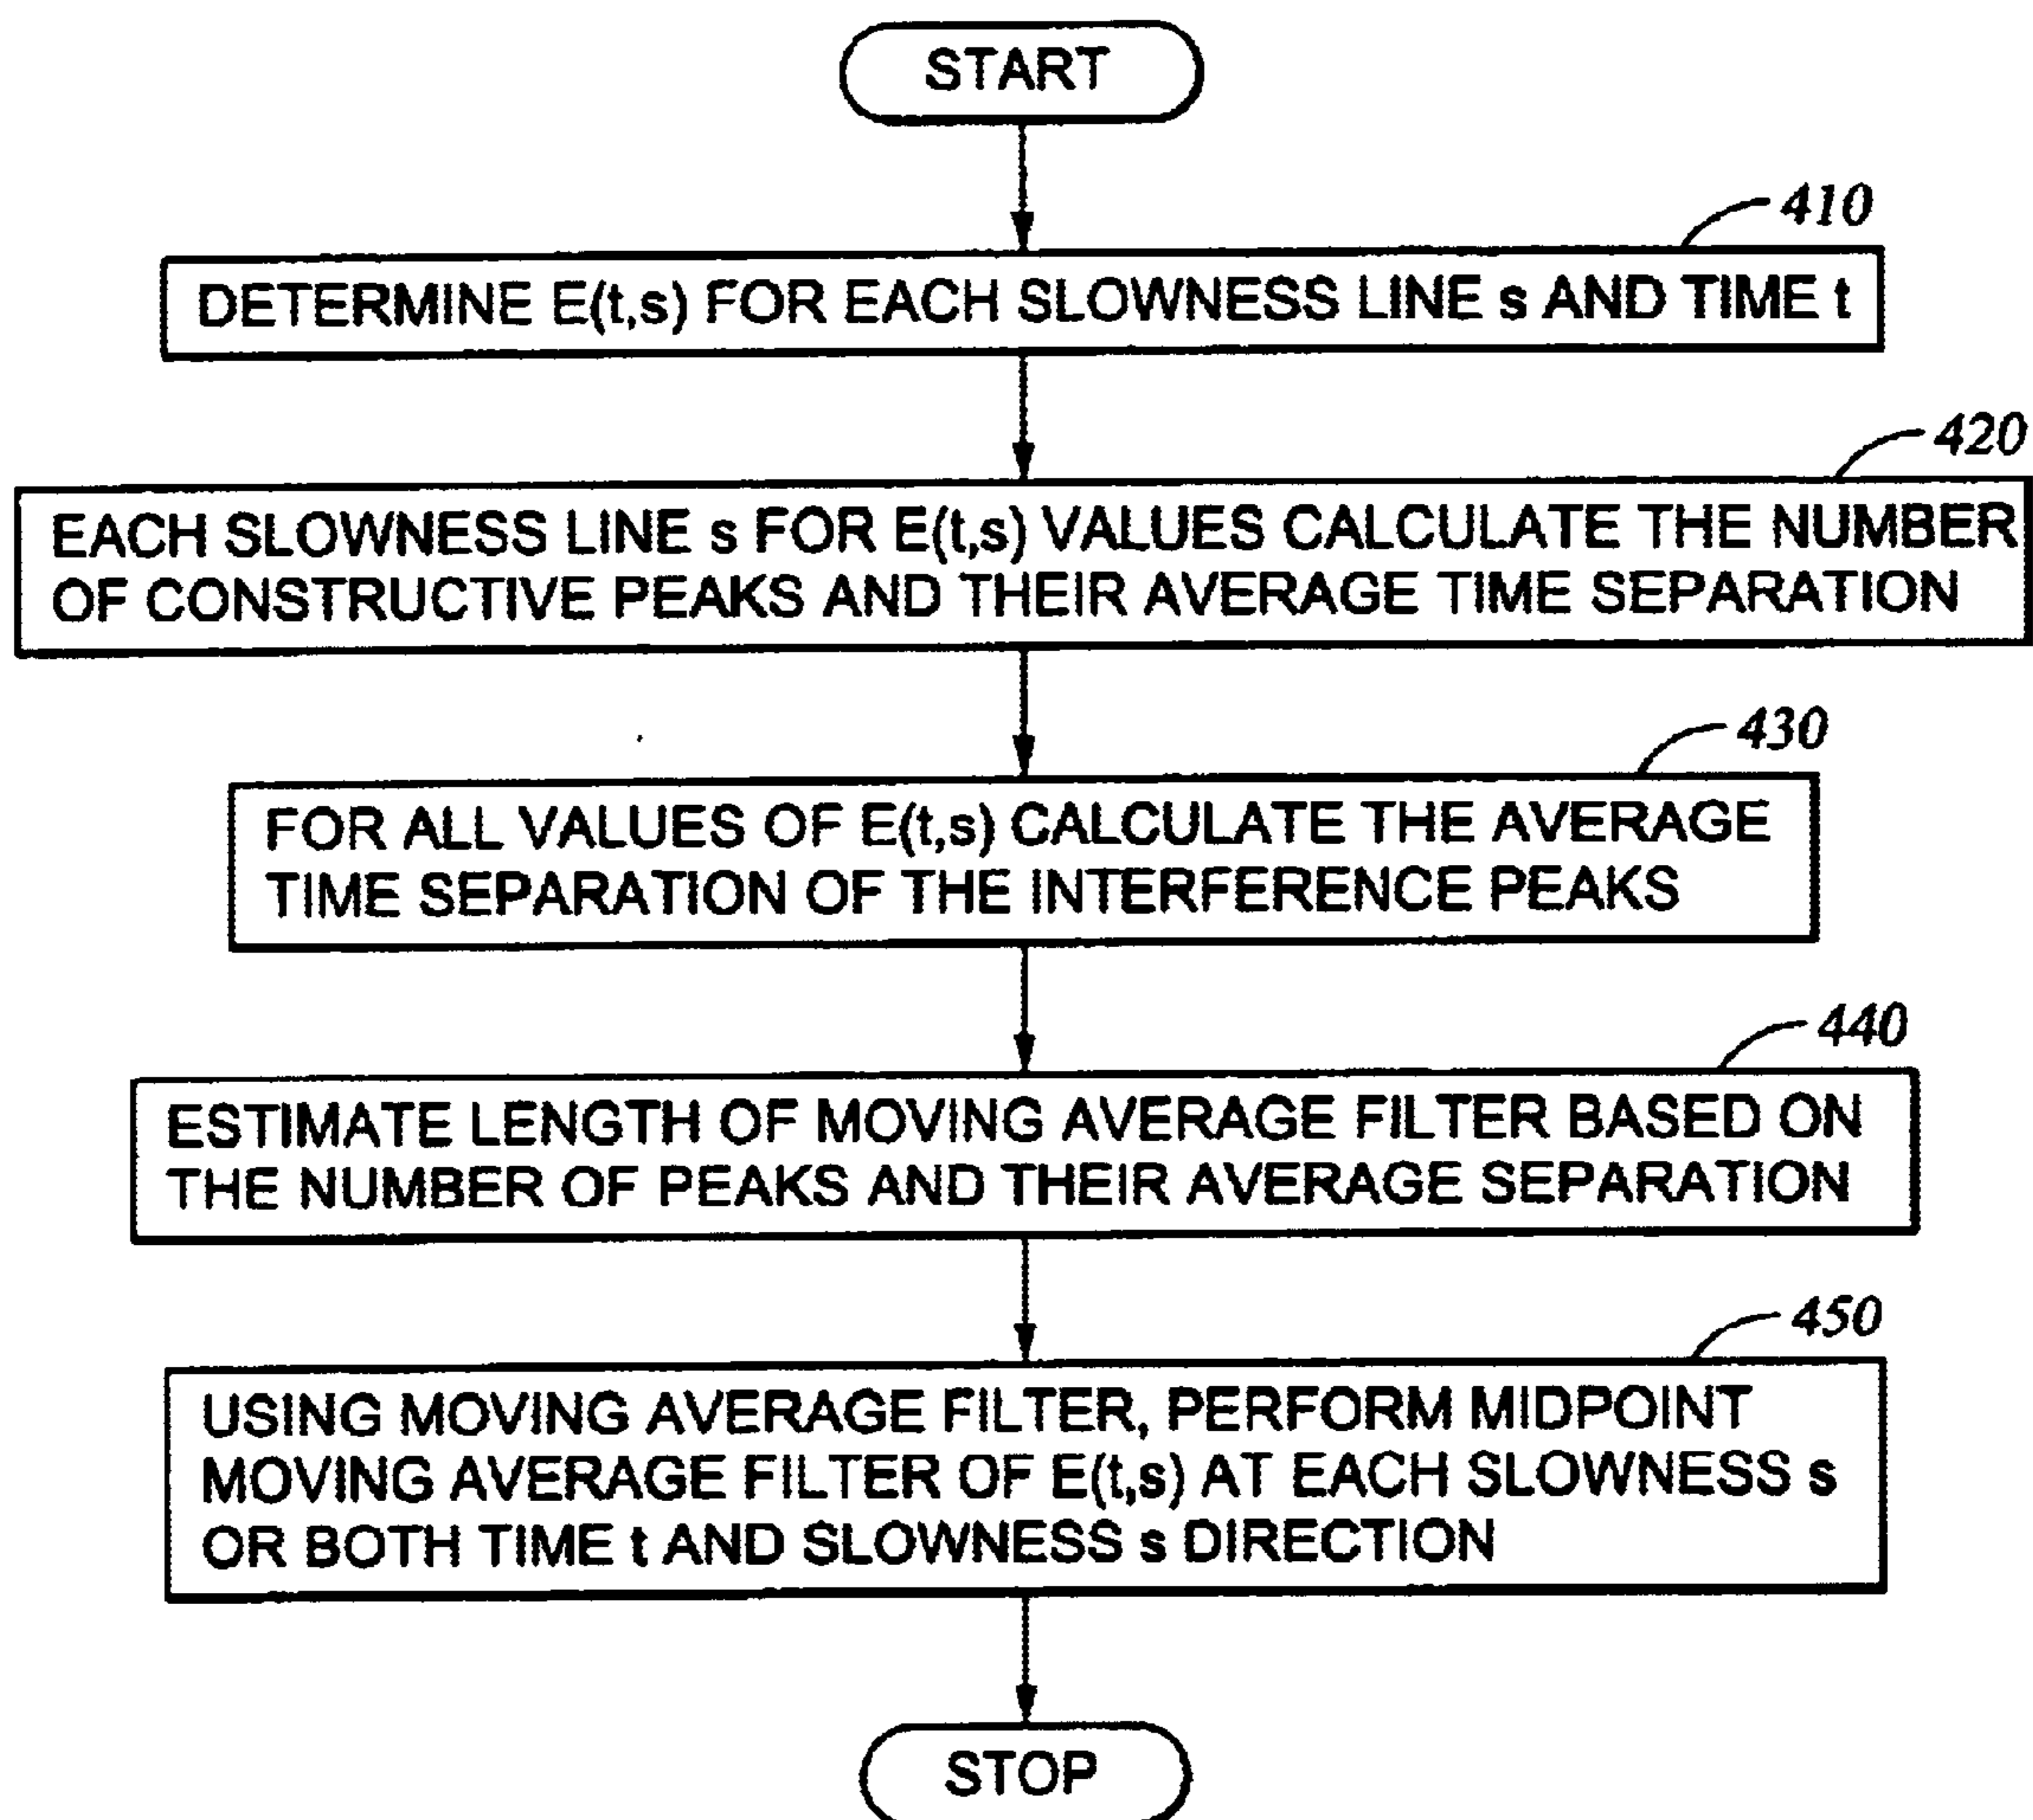 START
410
DETERMINE E(t,s) FOR EACH SLOWNESS LINE s AND TIME t
420
EACH SLOWNESS LINE s FOR E(t,s) VALUES CALCULATE THE NUMBER
OF CONSTRUCTIVE PEAKS AND THEIR AVERAGE TIME SEPARATION
430
FOR ALL VALUES OF E(t,s) CALCULATE THE AVERAGE
TIME SEPARATION OF THE INTERFERENCE PEAKS
440
ESTIMATE LENGTH OF MOVING AVERAGE FILTER BASED ON
THE NUMBER OF PEAKS AND THEIR AVERAGE SEPARATION
450
USING MOVING AVERAGE FILTER, PERFORM MIDPOINT
MOVING AVERAGE FILTER OF E(t,s) AT EACH SLOWNESS s
OR BOTH TIME t AND SLOWNESS s DIRECTION
STOP